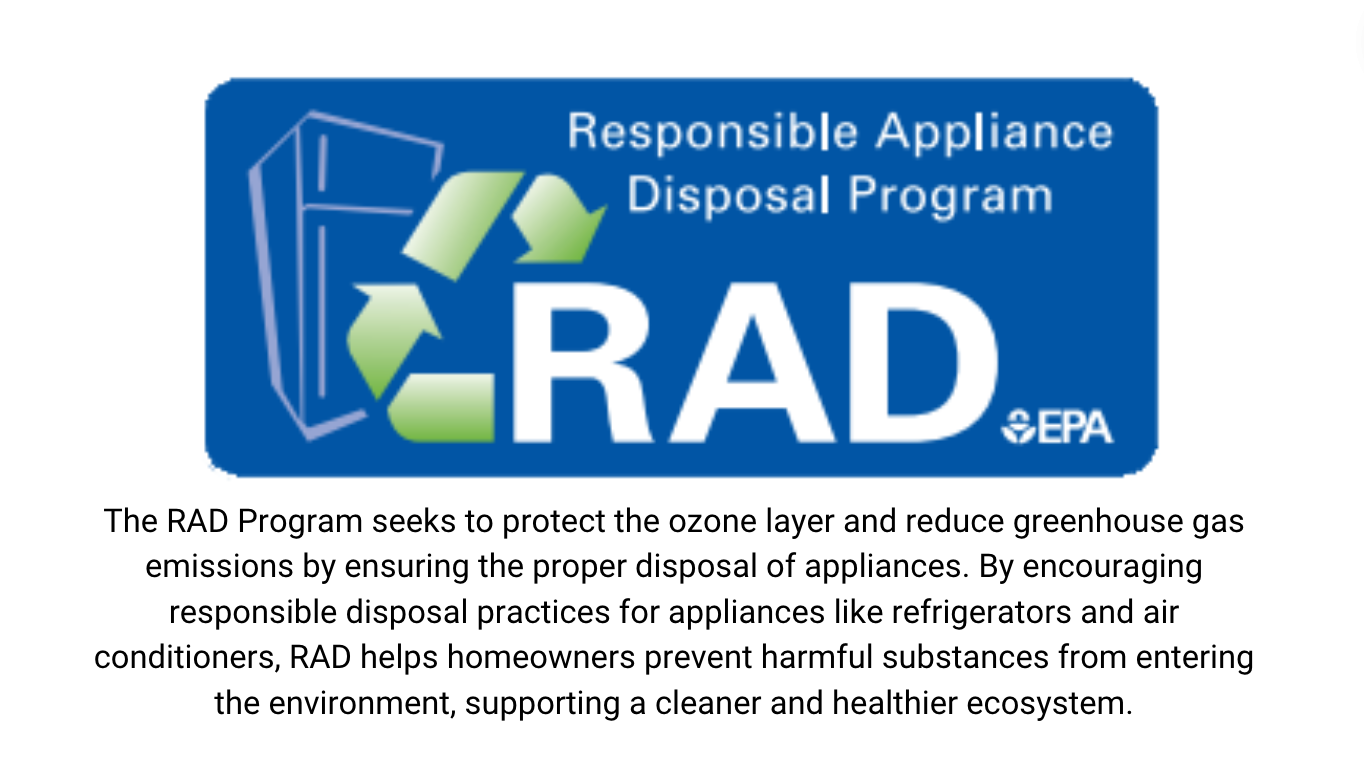 Responsible Appliance
Disposal Program
RAD
EPA
The RAD Program seeks to protect the ozone layer and reduce greenhouse gas
emissions by ensuring the proper disposal of appliances. By encouraging
responsible disposal practices for appliances like refrigerators and air
conditioners, RAD helps homeowners prevent harmful substances from entering
the environment, supporting a cleaner and healthier ecosystem.